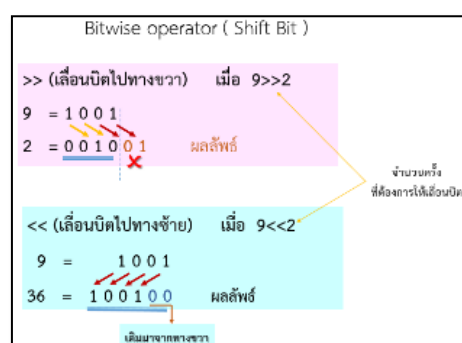 Bitwise operator ( Shift Bit )
>> (เลื่อนบิตไปทางขวา) เมื่อ 9>>2
9 = 1 0 0 1
2 = 0 0 1 0 0 1 ผลลัพธ์
จำนวนครั้ง
ที่ต้องการให้เลื่อนบิต
<< (เลื่อนบิตไปทางซ้าย) เมื่อ 9<<2
9 = 1 0 0 1
36 = 1 0 0 1 0 0 ผลลัพธ์
เติมมาจากทางขวา